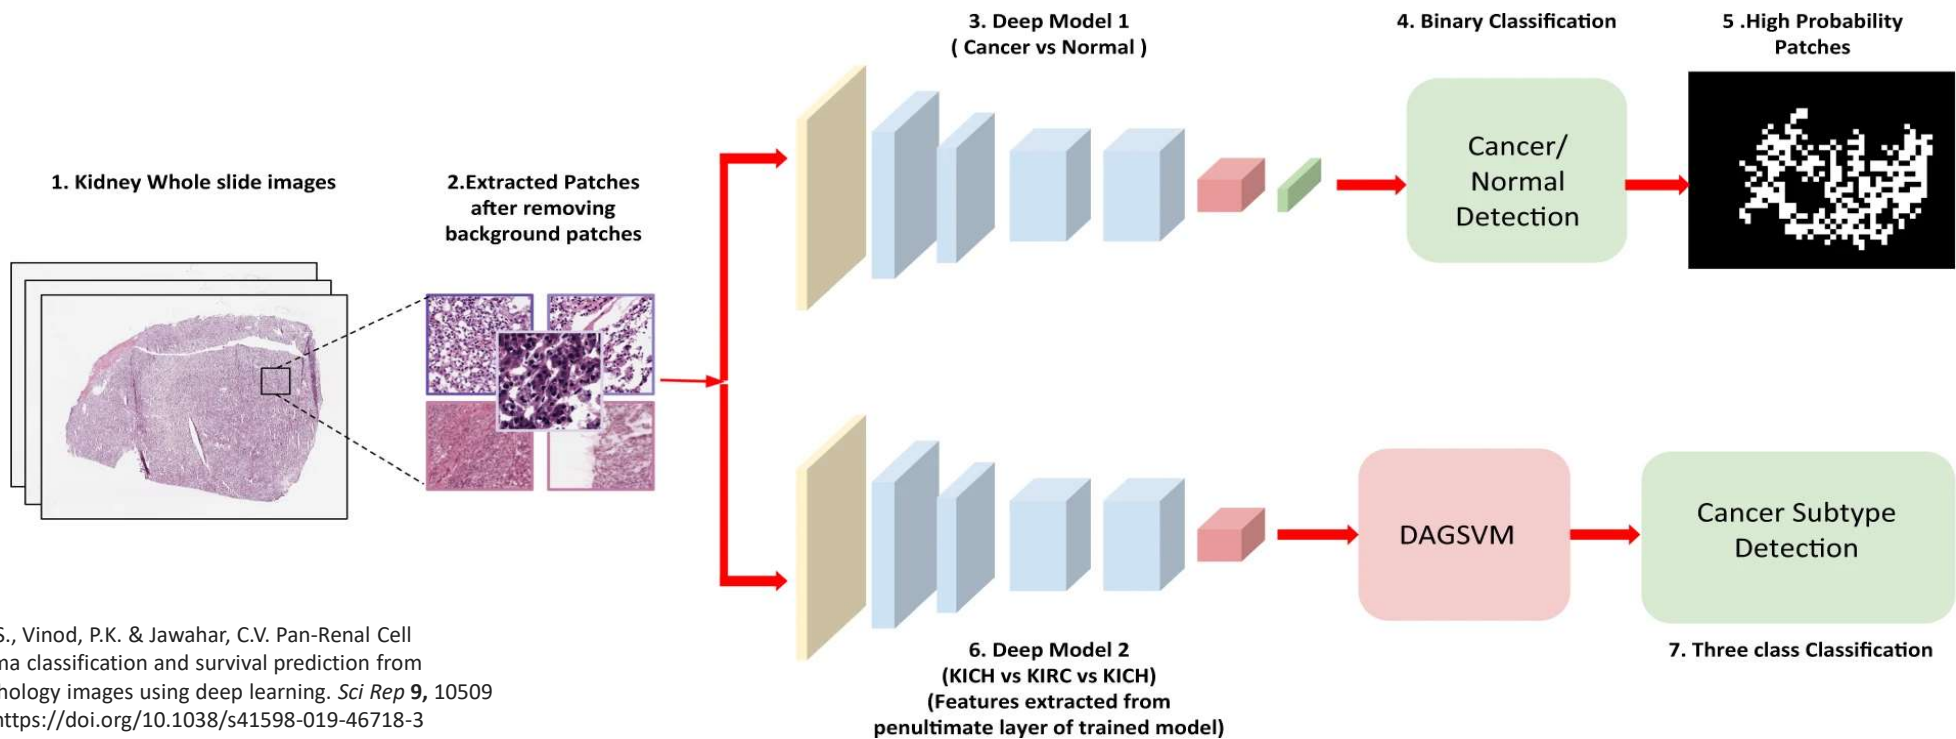 1. Kidney Whole slide images
2.Extracted Patches
after removing
background patches
3. Deep Model 1
( Cancer vs Normal )
4. Binary Classification
Cancer/
Normal
Detection
5 .High Probability
Patches
6. Deep Model 2
(KICH vs KIRC vs KICH)
(Features extracted from
penultimate layer of trained model)
DAGSVM
Cancer Subtype
Detection
7. Three class Classification
S., Vinod, P.K. & Jawahar, C.V. Pan-Renal Cell
ma classification and survival prediction from
hology images using deep learning. Sci Rep 9, 10509
https://doi.org/10.1038/s41598-019-46718-3